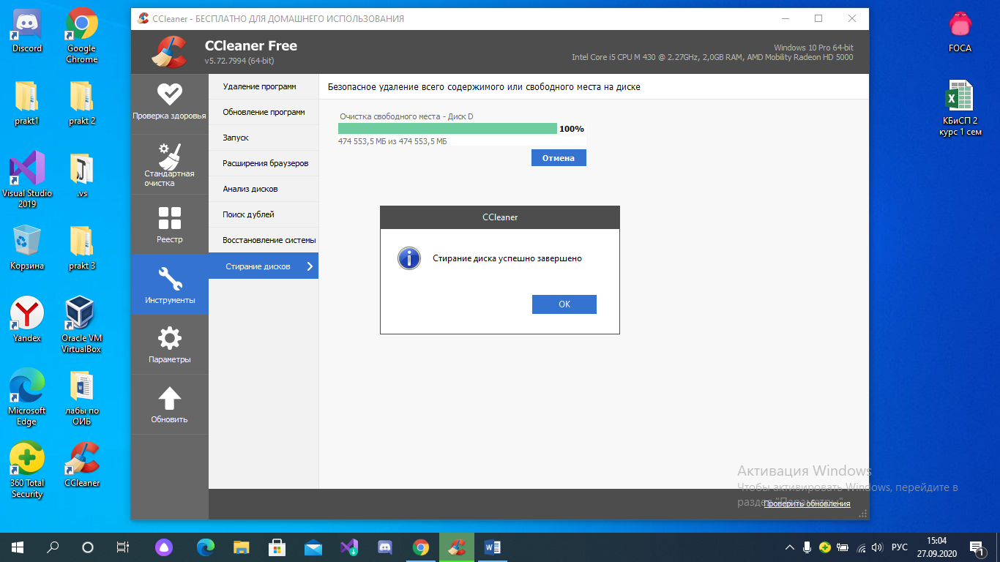 CCleaner - БЕСПЛАТНО ДЛЯ ДОМАШНЕГО ИСПОЛЬЗОВАНИЯ
CCleaner Free
v5.72.7994 (64-bit)
Windows 10 Pro 64-bit
Intel Core i5 CPU M 430 @ 2.27GHz, 2,0GB RAM, AMD Mobility Radeon HD 5000
Discord
Google
Chrome
prakt1
prakt 2
Visual Studio
2019
.vs
Корзина
prakt 3
Yandex
Oracle VM
VirtualBox
Microsoft
Edge
лабы по
ОИБ
360 Total
Security
CCleaner
Проверка здоровья
Стандартная
очистка
Реестр
Инструменты
Параметры
Обновить
Удаление программ
Обновление программ
Запуск
Расширения браузеров
Анализ дисков
Поиск дублей
Восстановление системы
Стирание дисков
Безопасное удаление всего содержимого или свободного места на диске
Очистка свободного места - Диск D
100%
474 553,5 МБ из 474 553,5 МБ
Отмена
CCleaner
Стирание диска успешно завершено
OK
FOCA
КБиСП 2
курс 1 сем
Активация Windows
Чтобы активировать Windows, перейдите в
раздел "Параметры".
Проверить обновления
РУС
15:04
27.09.2020
1